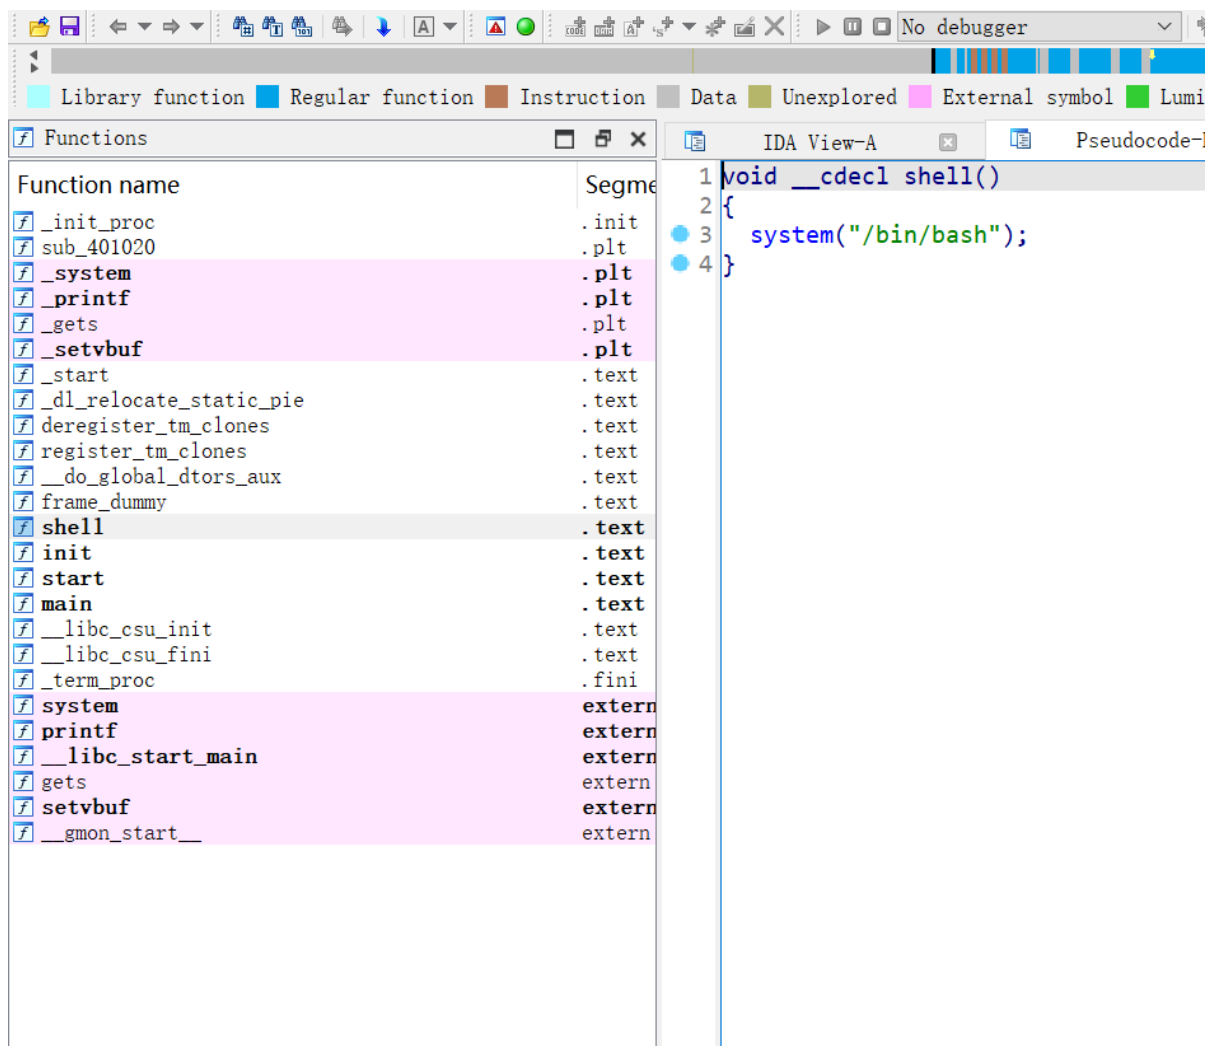 No debugger
Library function Regular function Instruction Data Unexplored External symbol Lumi
Functions
Function name Segme
_init_proc .init
sub_401020 .plt
_system .plt
_printf .plt
_gets .plt
_setvbuf .plt
_start .text
_dl_relocate_static_pie .text
deregister_tm_clones .text
register_tm_clones .text
__do_global_dtors_aux .text
frame_dummy .text
shell .text
init .text
start .text
main .text
__libc_csu_init .text
__libc_csu_fini .text
_term_proc .fini
system extern
printf extern
__libc_start_main extern
gets extern
setvbuf extern
__gmon_start__ extern
IDA View-A Pseudocode-
1 void __cdecl shell()
2 {
3 system("/bin/bash");
4 }